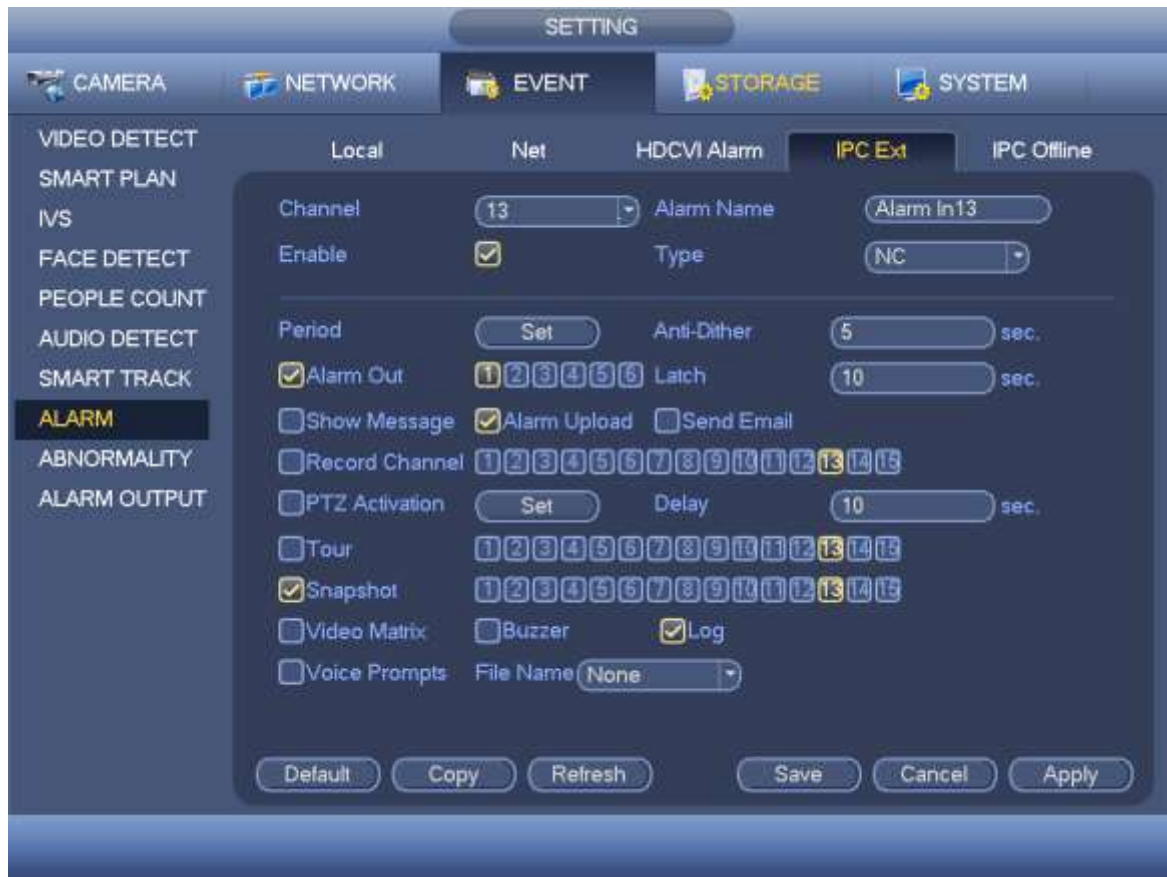 SETTING
CAMERA NETWORK EVENT STORAGE SYSTEM
VIDEO DETECT
SMART PLAN
IVS
FACE DETECT
PEOPLE COUNT
AUDIO DETECT
SMART TRACK
ALARM
ABNORMALITY
ALARM OUTPUT
Local Net HDCVI Alarm IPC Ext IPC Offline
Channel 13 Alarm Name Alarm In13
Enable Type NC
Period Set Anti-Dither 5 sec.
Alarm Out 1 2 3 4 5 6 Latch 10 sec.
Show Message Alarm Upload Send Email
Record Channel 1 2 3 4 5 6 7 8 9 10 11 12 13 14 15
PTZ Activation Set Delay 10 sec.
Tour 1 2 3 4 5 6 7 8 9 10 11 12 13 14 15
Snapshot 1 2 3 4 5 6 7 8 9 10 11 12 13 14 15
Video Matrix Buzzer Log
Voice Prompts File Name None
Default Copy Refresh Save Cancel Apply